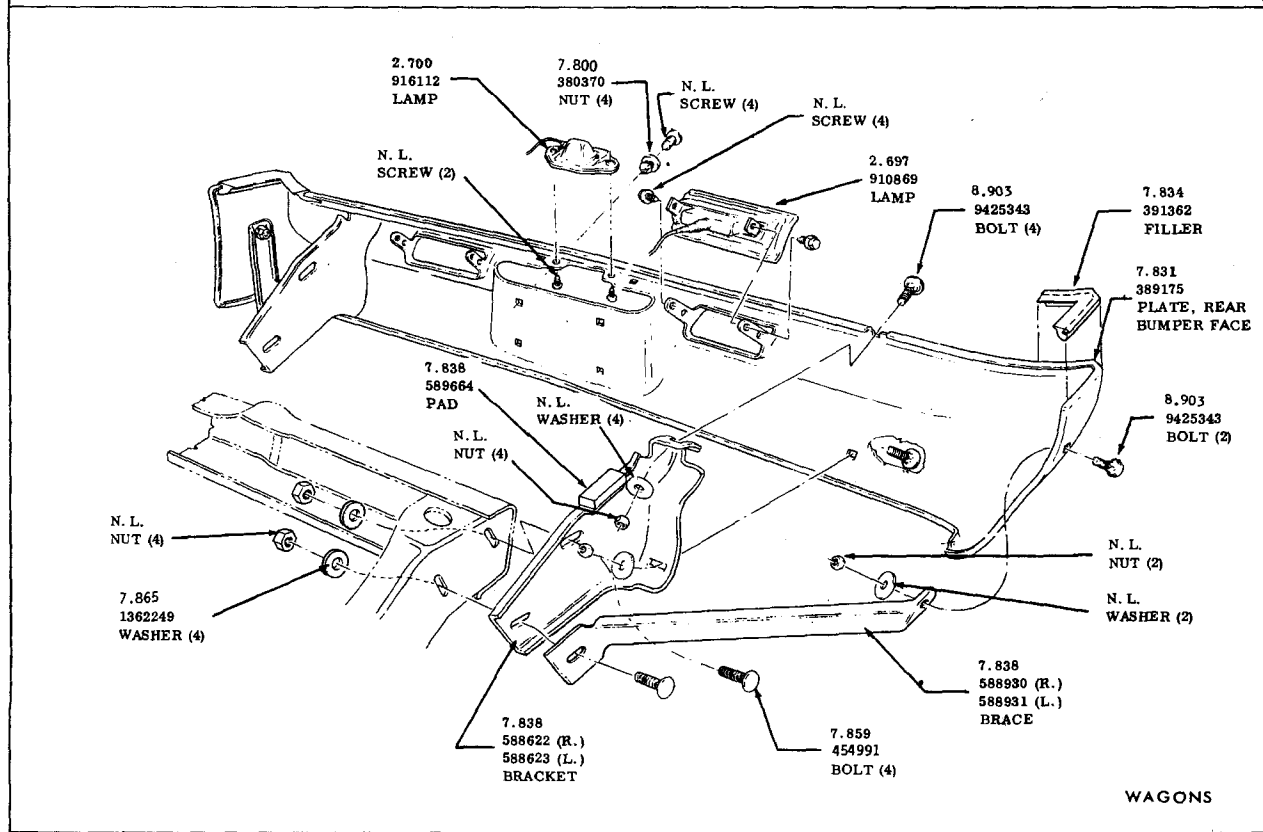 2.700
916112
LAMP
7.800
380370
NUT (4)
N. L.
SCREW (4)
N. L.
SCREW (4)
N. L.
SCREW (2)
2.697
910869
LAMP
8.903
9425343
BOLT (4)
7.834
391362
FILLER
7.831
389175
PLATE, REAR
BUMPER FACE
7.838
589664
PAD
N. L.
WASHER (4)
N. L.
NUT (4)
8.903
9425343
BOLT (2)
N. L.
NUT (4)
7.865
1362249
WASHER (4)
N. L.
NUT (2)
N. L.
WASHER (2)
7.838
588622 (R.)
588623 (L.)
BRACKET
7.859
454991
BOLT (4)
7.838
588930 (R.)
588931 (L.)
BRACE
WAGONS